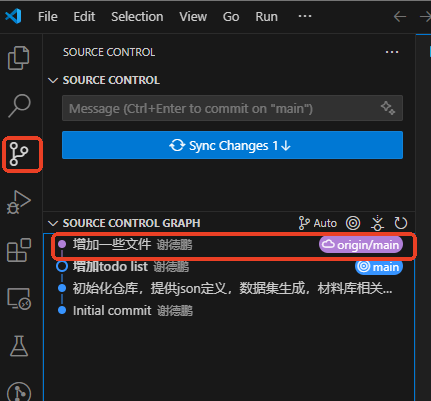 File Edit Selection View Go Run ···
SOURCE CONTROL ···
SOURCE CONTROL
Message (Ctrl+Enter to commit on "main")
Sync Changes 1↓
SOURCE CONTROL GRAPH Auto
增加一些文件 谢德鹏 origin/main
增加todo list 谢德鹏 main
初始化仓库，提供json定义，数据集生成，材料库相关...
Initial commit 谢德鹏